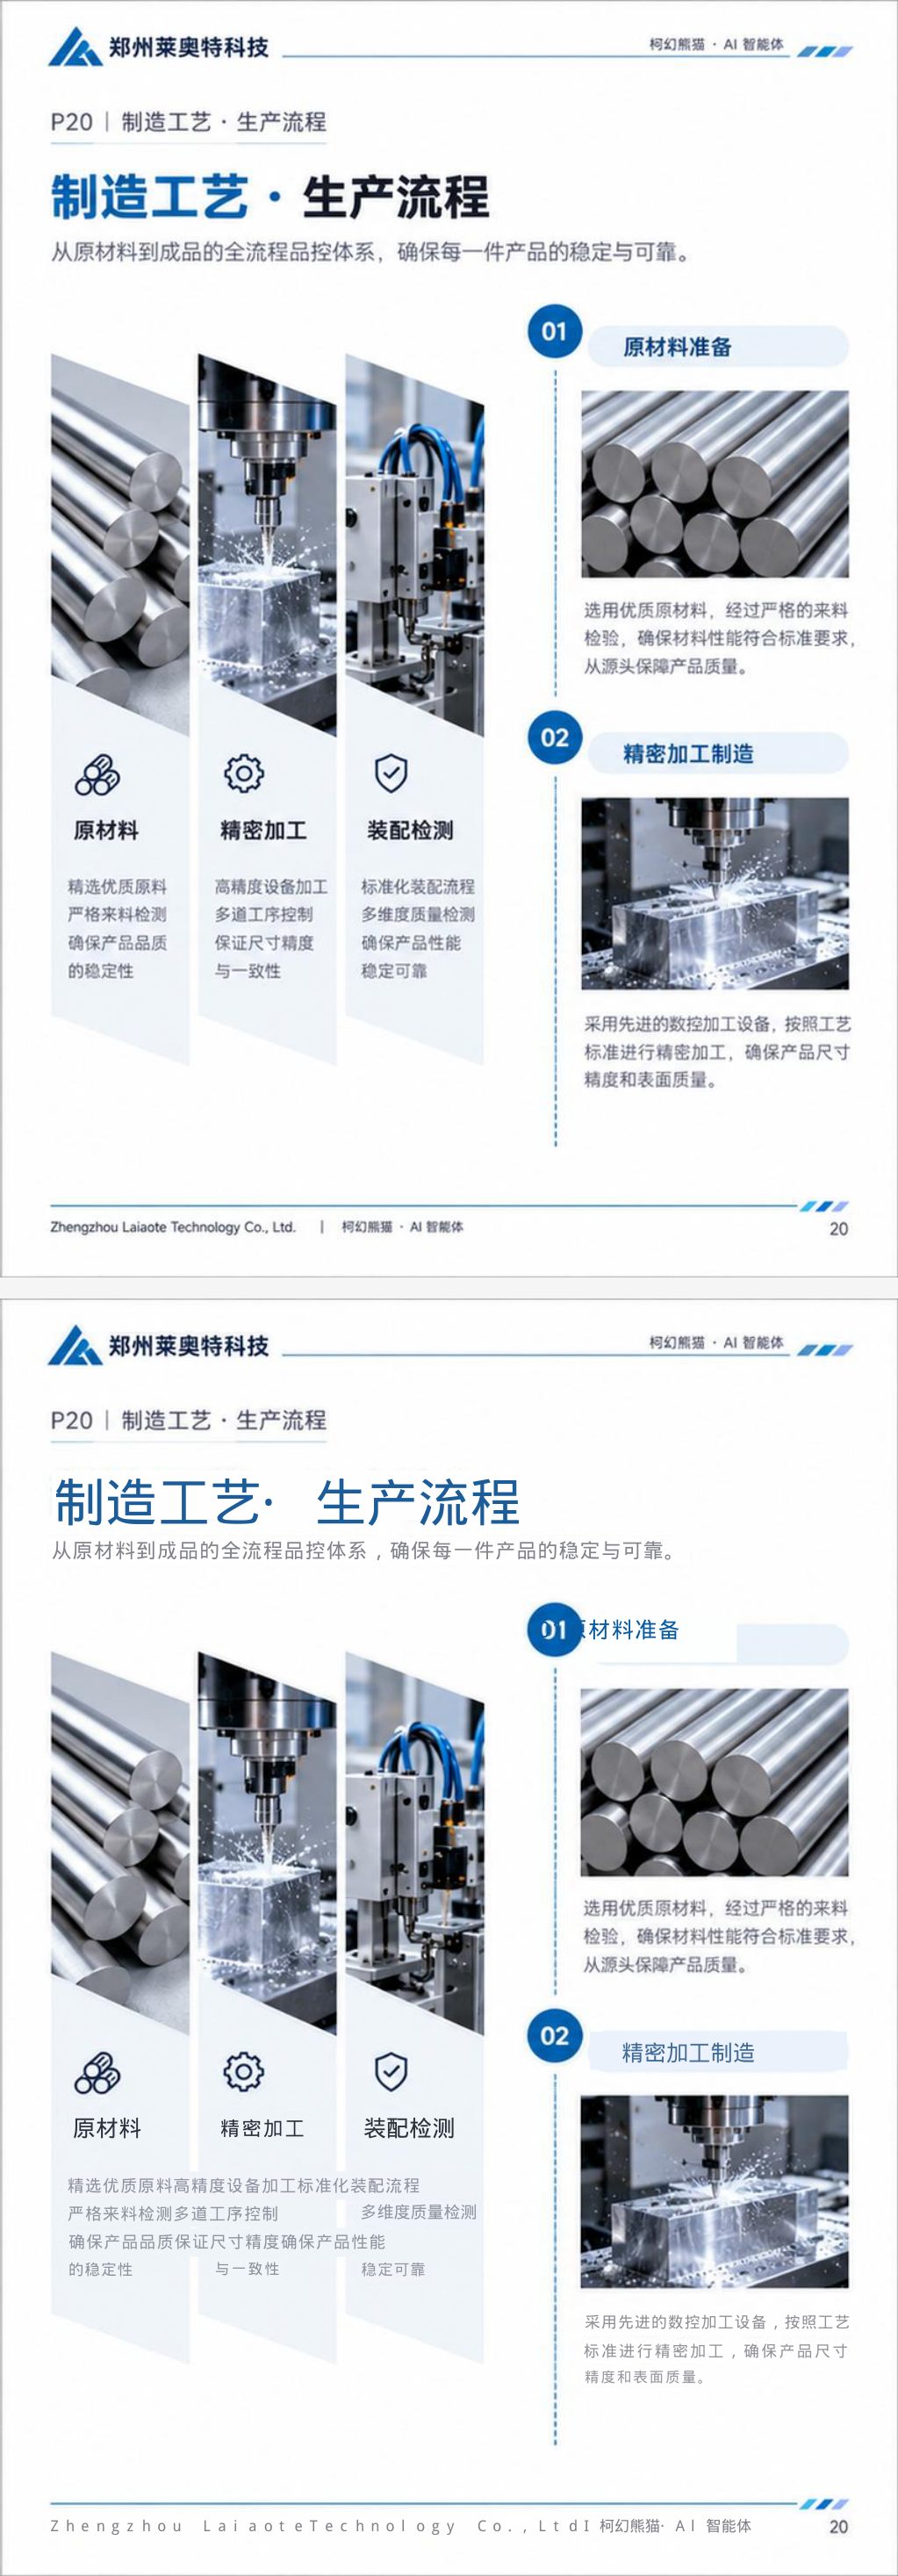 郑州莱奥特科技
柯幻熊猫 · AI 智能体
P20 | 制造工艺 · 生产流程
制造工艺 · 生产流程
从原材料到成品的全流程品控体系，确保每一件产品的稳定与可靠。
原材料
精选优质原料
严格来料检测
确保产品品质
的稳定性
精密加工
高精度设备加工
多道工序控制
保证尺寸精度
与一致性
装配检测
标准化装配流程
多维度质量检测
确保产品性能
稳定可靠
01
原材料准备
选用优质原材料，经过严格的来料
检验，确保材料性能符合标准要求，
从源头保障产品质量。
02
精密加工制造
采用先进的数控加工设备，按照工艺
标准进行精密加工，确保产品尺寸
精度和表面质量。
Zhengzhou Laiaote Technology Co., Ltd. | 柯幻熊猫 · AI 智能体
20
郑州莱奥特科技
柯幻熊猫 · AI 智能体
P20 | 制造工艺 · 生产流程
制造工艺· 生产流程
从原材料到成品的全流程品控体系，确保每一件产品的稳定与可靠。
原材料
精密加工
装配检测
精选优质原料高精度设备加工标准化装配流程
严格来料检测多道工序控制
多维度质量检测
确保产品品质保证尺寸精度确保产品性能
的稳定性
与一致性
稳定可靠
01
材料准备
选用优质原材料，经过严格的来料
检验，确保材料性能符合标准要求，
从源头保障产品质量。
02
精密加工制造
采用先进的数控加工设备，按照工艺
标准进行精密加工，确保产品尺寸
精度和表面质量。
Zhengzhou LaiaoteTechnology Co.,LtdI 柯幻熊猫· AI 智能体
20